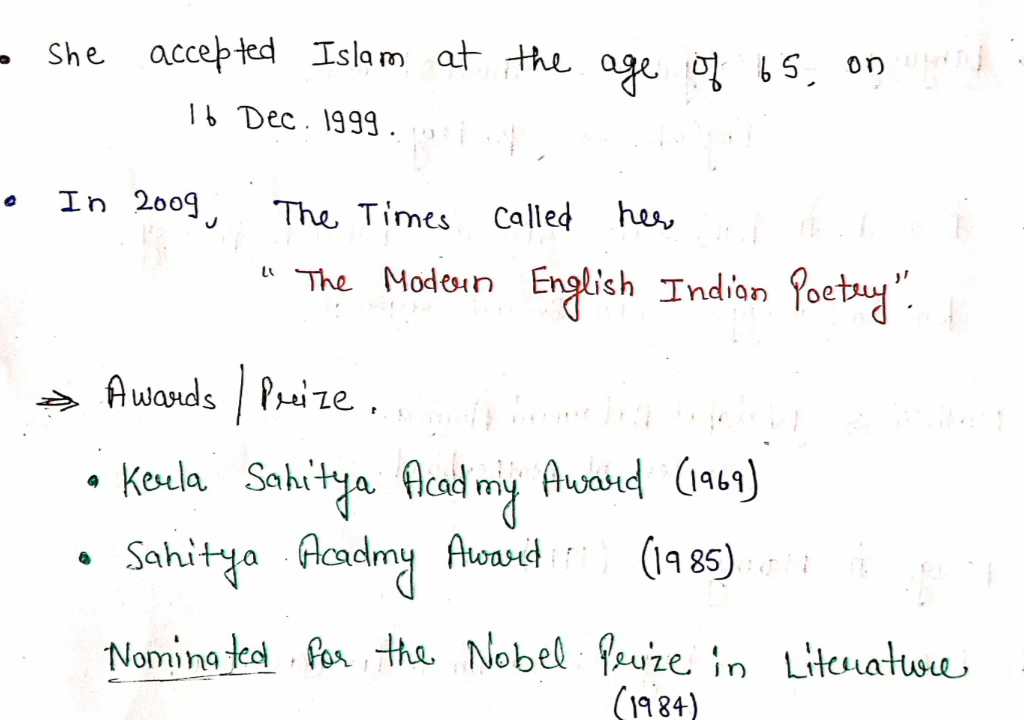 • She accepted Islam at the age of 65, on
16 Dec. 1999.
• In 2009, The Times called her
"The Modern English Indian Poetry".
⇒ Awards | Prize.
• Kerla Sahitya Acadmiy Award (1969)
• Sahitya Acadmy Award (1985)
Nominated for the Nobel Prize in Literature
(1984)